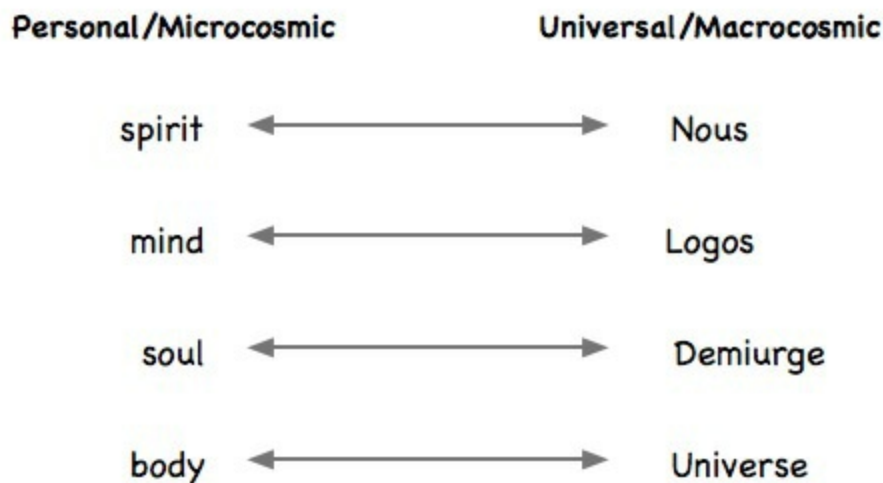 Personal/Microcosmic Universal/Macrocosmic
spirit Nous
mind Logos
soul Demiurge
body Universe